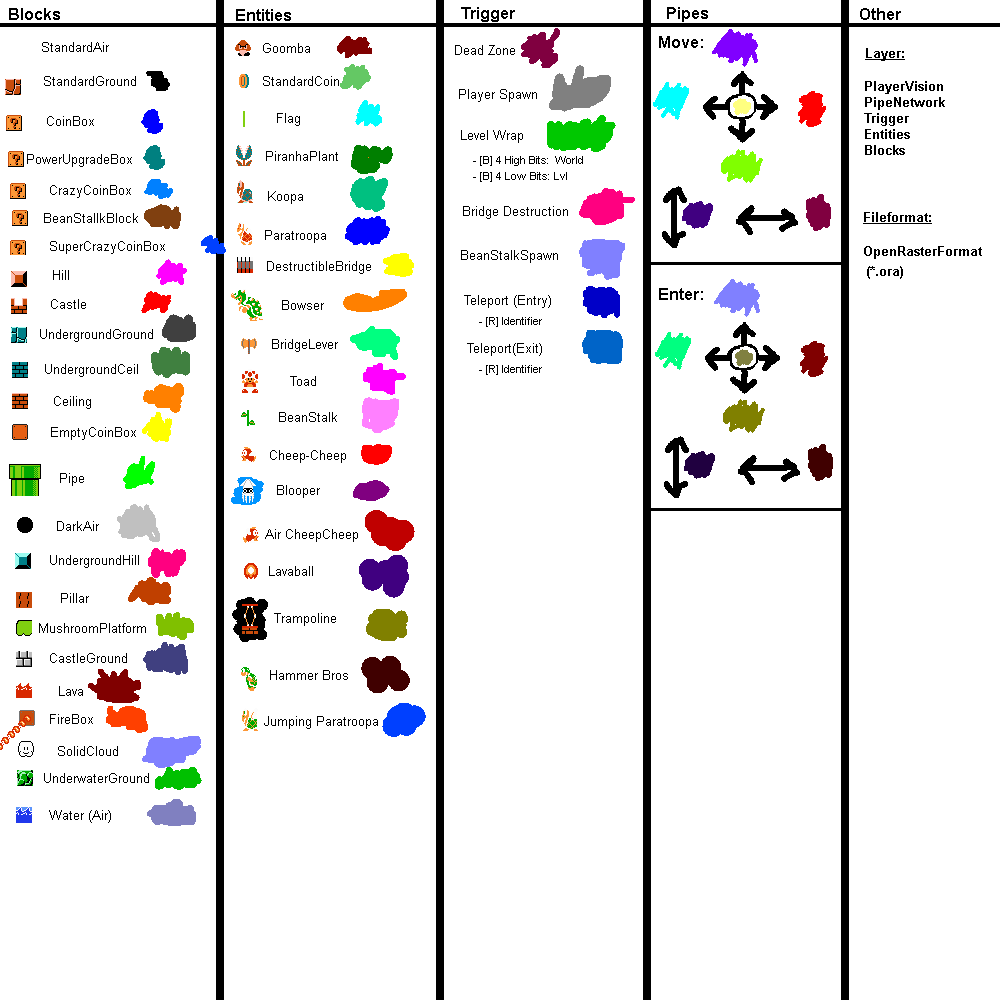 Blocks
StandardAir
StandardGround
CoinBox
PowerUpgradeBox
CrazyCoinBox
BeanStallkBlock
SuperCrazyCoinBox
Hill
Castle
UndergroundGround
UndergroundCeil
Ceiling
EmptyCoinBox
Pipe
DarkAir
UndergroundHill
Pillar
MushroomPlatform
CastleGround
Lava
FireBox
SolidCloud
UnderwaterGround
Water (Air)
Entities
Goomba
StandardCoin
Flag
PiranhaPlant
Koopa
Paratroopa
DestructibleBridge
Bowser
BridgeLever
Toad
BeanStalk
Cheep-Cheep
Blooper
Air CheepCheep
Lavaball
Trampoline
Hammer Bros
Jumping Paratroopa
Trigger
Dead Zone
Player Spawn
Level Wrap
- [B] 4 High Bits: World
- [B] 4 Low Bits: Lvl
Bridge Destruction
BeanStalkSpawn
Teleport (Entry)
- [R] Identifier
Teleport(Exit)
- [R] Identifier
Pipes
Move:
Enter:
Other
Layer:
PlayerVision
PipeNetwork
Trigger
Entities
Blocks
Fileformat:
OpenRasterFormat
(*.ora)